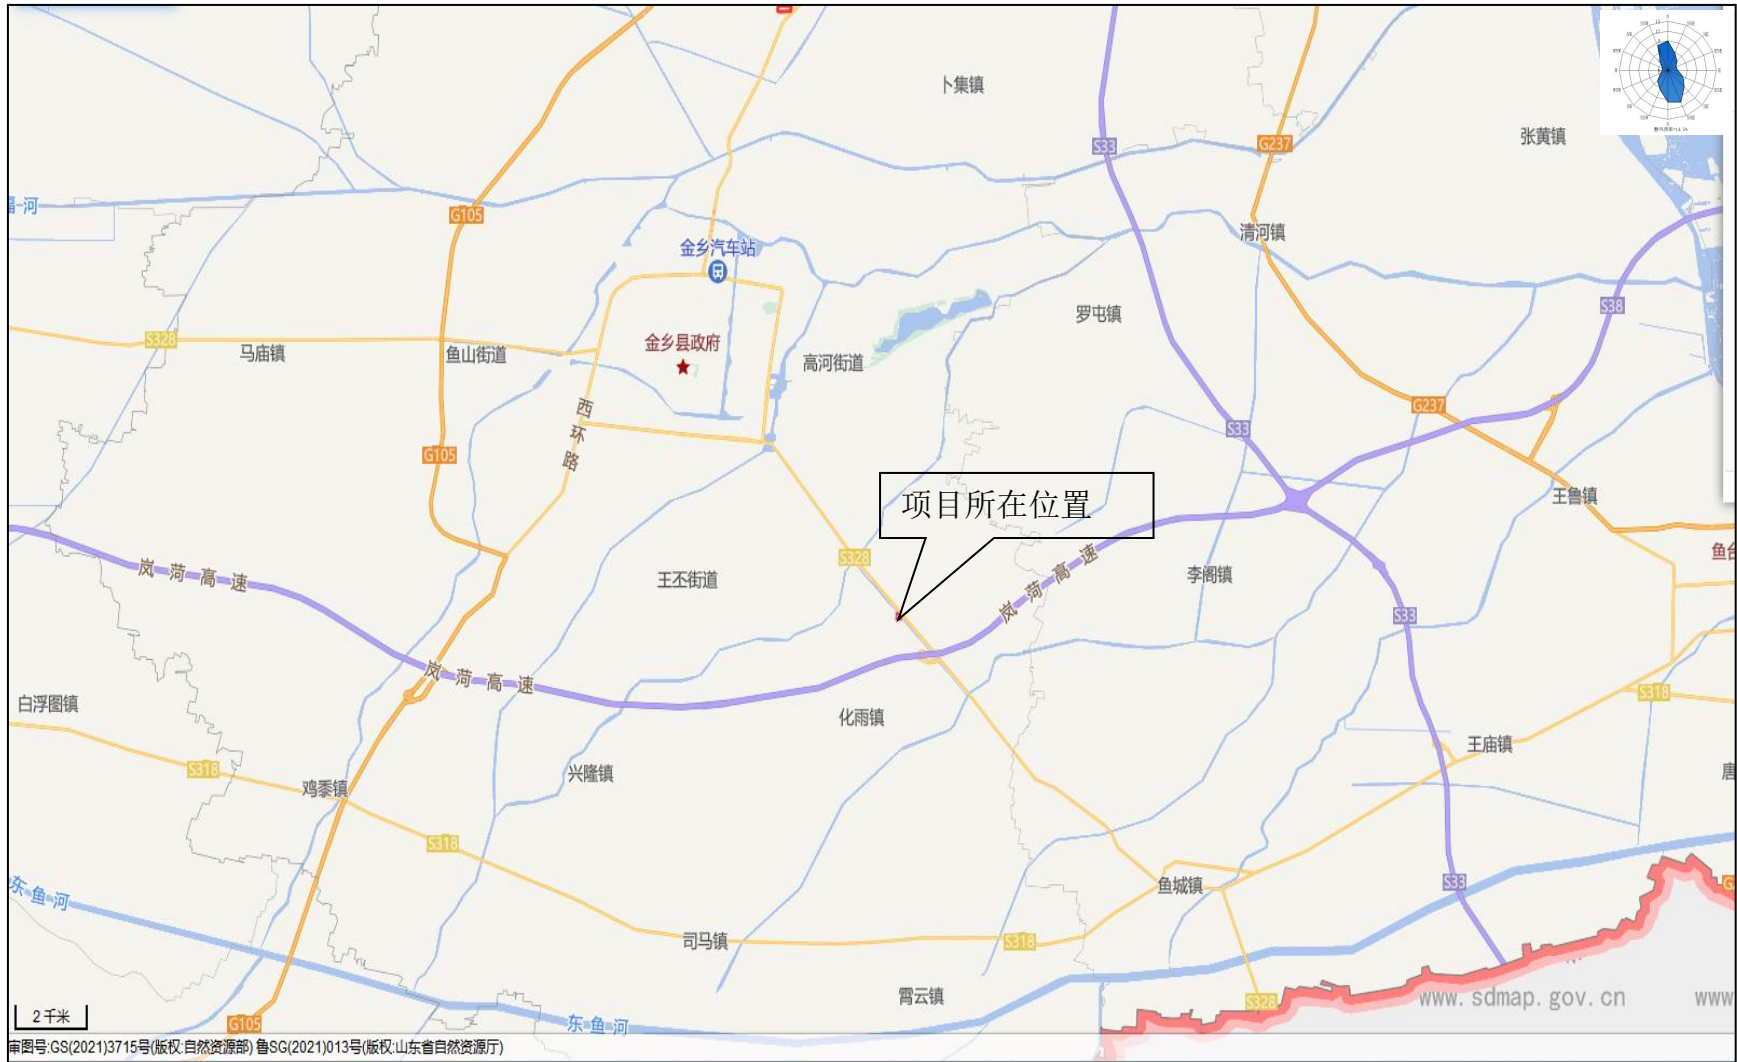 卜集镇
张黄镇
S33
G237
福河
G105
清河镇
金乡汽车站
S38
罗屯镇
S328
马庙镇
鱼山街道
金乡县政府
高河街道
西环路
G237
S33
G105
王鲁镇
项目所在位置
鱼台
S328
岚菏高速
王丕街道
岚菏高速
李阁镇
S33
岚菏高速
白浮图镇
S318
化雨镇
王庙镇
S318
兴隆镇
鸡黍镇
唐
S318
鱼城镇
S33
东鱼河
司马镇
S318
霄云镇
S328
www.sdmap.gov.cn
www
2 千米
G105
东鱼河
审图号:GS(2021)3715号(版权:自然资源部) 鲁SG(2021)013号(版权:山东省自然资源厅)